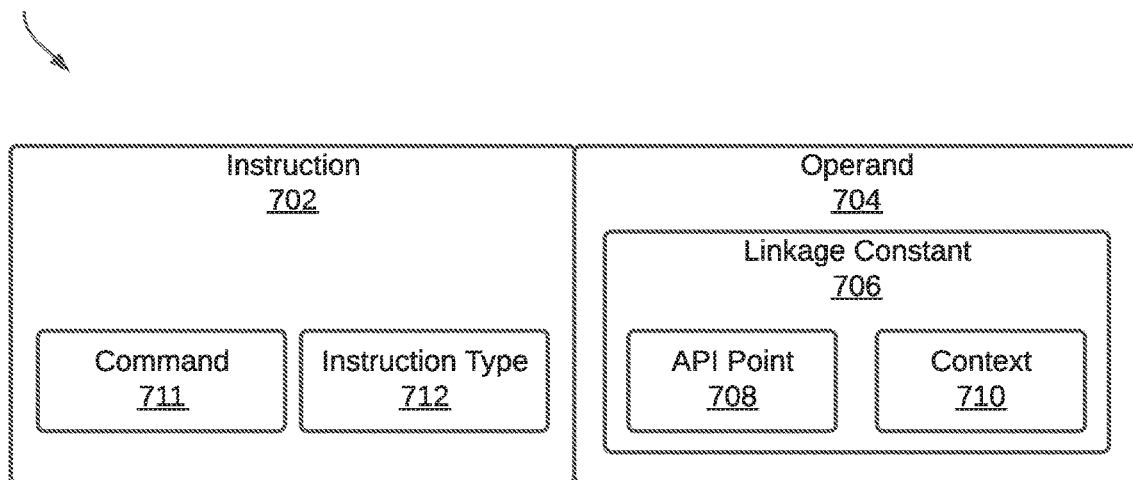 Instruction
702
Operand
704
Linkage Constant
706
Command
711
Instruction Type
712
API Point
708
Context
710